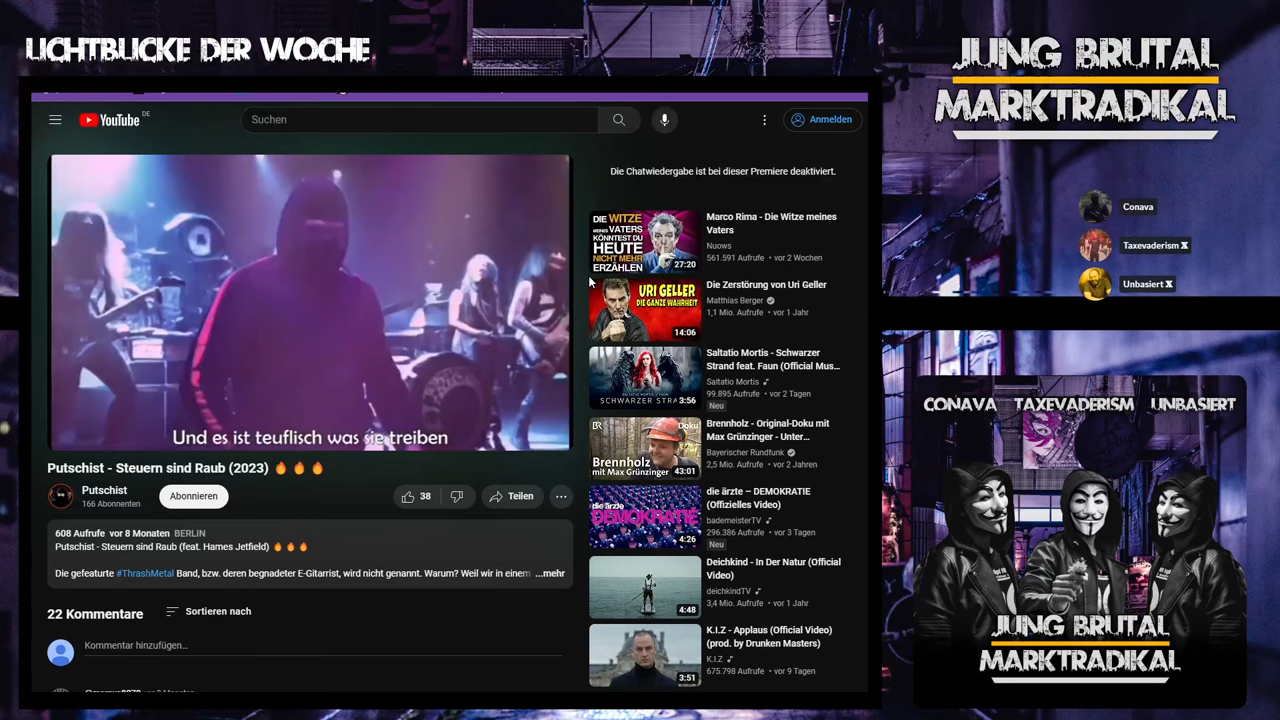 LICHTBLICKE DER WOCHE
JUNG BRUTAL
MARKTRADIKAL
YouTube DE
Suchen
Anmelden
Und es ist teuflisch was sie treiben
Putschist - Steuern sind Raub (2023) 🔥 🔥 🔥
Putschist
166 Abonnenten
Abonnieren
38
Teilen
608 Aufrufe vor 8 Monaten BERLIN
Putschist - Steuern sind Raub (feat. Hames Jetfield) 🔥 🔥 🔥
Die gefeaturte #ThrashMetal Band, bzw. deren begnadeter E-Gitarrist, wird nicht genannt. Warum? Weil wir in einem ...mehr
22 Kommentare
Sortieren nach
Kommentar hinzufügen...
Die Chatwiedergabe ist bei dieser Premiere deaktiviert.
DIE WITZE
MEINES
VATERS
KÖNNTEST DU
HEUTE
NICHT MEHR
ERZÄHLEN
27:20
Marco Rima - Die Witze meines
Vaters
Nuows
561.591 Aufrufe • vor 2 Wochen
URI GELLER
DIE GANZE WAHRHEIT
14:06
Die Zerstörung von Uri Geller
Matthias Berger
1,1 Mio. Aufrufe • vor 1 Jahr
SCHWARZER STRA
3:56
Saltatio Mortis - Schwarzer
Strand feat. Faun (Official Mus...
Saltatio Mortis
99.895 Aufrufe • vor 2 Tagen
Neu
BR
Doku
Brennholz
mit Max Grünzinger
43:01
Brennholz - Original-Doku mit
Max Grünzinger - Unter...
Bayerischer Rundfunk
2,5 Mio. Aufrufe • vor 2 Jahren
die ärzte
DEMOKRATIE
4:26
die ärzte – DEMOKRATIE
(Offizielles Video)
bademeisterTV
296.386 Aufrufe • vor 3 Tagen
Neu
4:48
Deichkind - In Der Natur (Official
Video)
deichkindTV
3,4 Mio. Aufrufe • vor 1 Jahr
3:51
K.I.Z - Applaus (Official Video)
(prod. by Drunken Masters)
K.I.Z
675.798 Aufrufe • vor 9 Tagen
Conava
Taxevaderism X
Unbasiert X
CONAVA TAXEVADERISM UNBASIERT
JUNG BRUTAL
MARKTRADIKAL